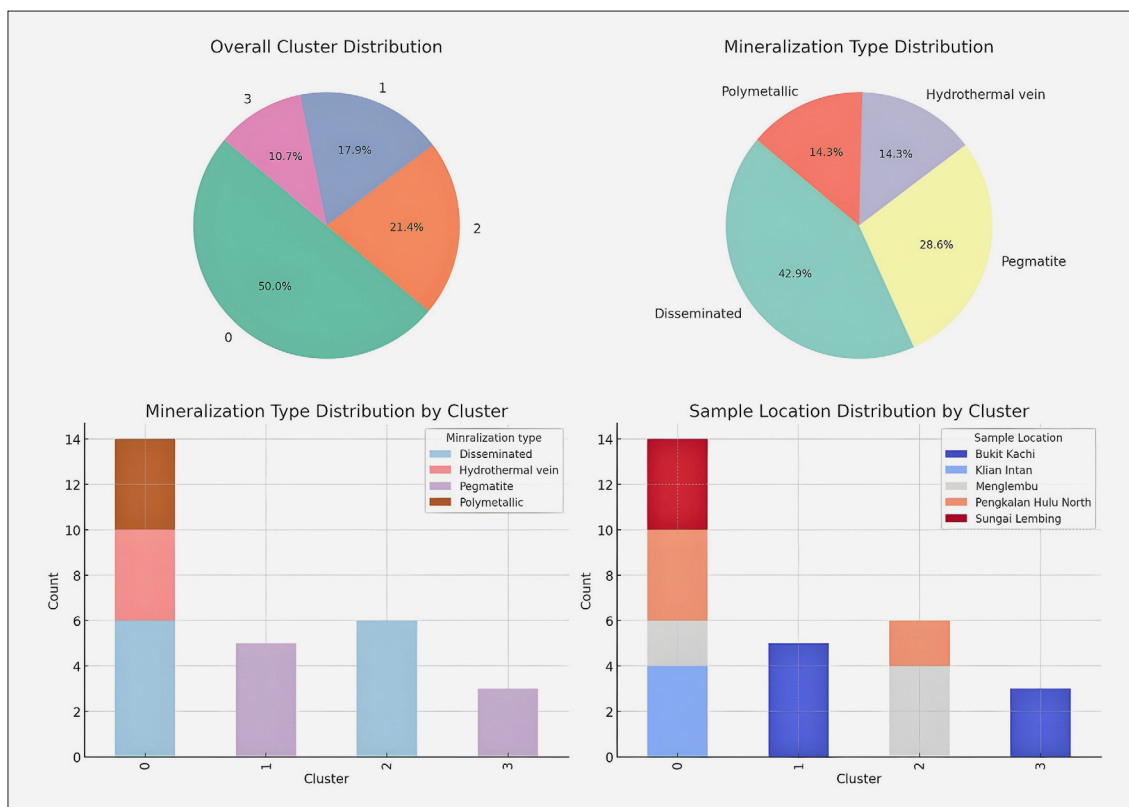 Overall Cluster Distribution
3
1
10.7%
17.9%
21.4%
2
50.0%
0
Mineralization Type Distribution
Polymetallic
Hydrothermal vein
14.3%
14.3%
28.6%
Pegmatite
42.9%
Disseminated
Mineralization Type Distribution by Cluster
Minralization type
Disseminated
Hydrothermal vein
Pegmatite
Polymetallic
14
12
10
8
6
4
2
0
Count
0
1
2
3
Cluster
Sample Location Distribution by Cluster
Sample Location
Bukit Kachi
Klian Intan
Menglembu
Pengkalan Hulu North
Sungai Lembing
14
12
10
8
6
4
2
0
Count
0
1
2
3
Cluster